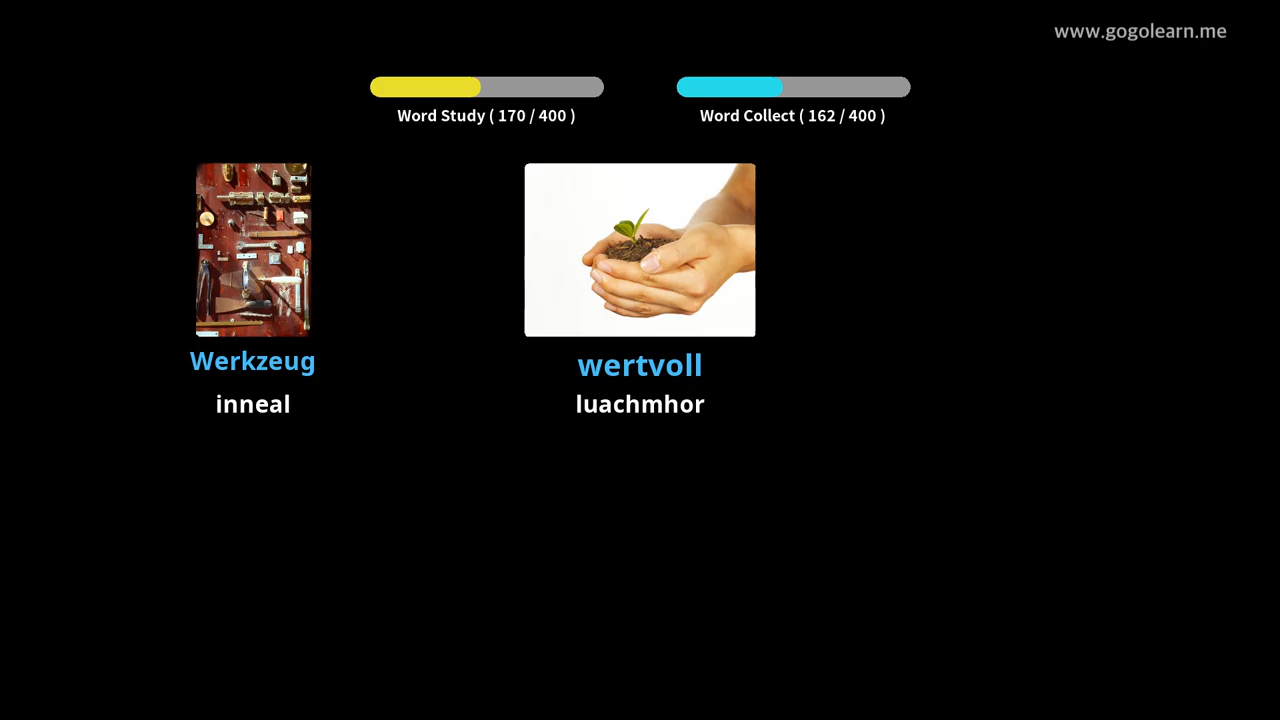 www.gogolearn.me
Word Study ( 170 / 400 )
Word Collect ( 162 / 400 )
Werkzeug
inneal
wertvoll
luachmhor